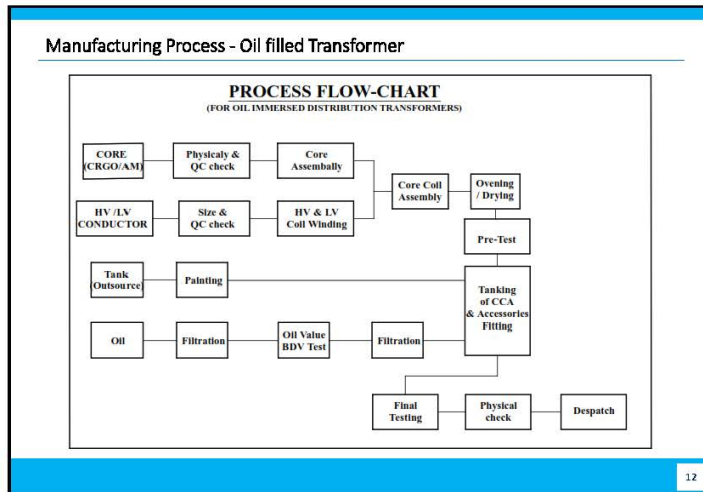 Manufacturing Process - Oil filled Transformer
PROCESS FLOW-CHART
(FOR OIL IMMERSED DISTRIBUTION TRANSFORMERS)
CORE
(CRGO/AM)
Physicaly &
QC check
Core
Assembally
Core Coil
Assembly
Ovening
/ Drying
HV /LV
CONDUCTOR
Size &
QC check
HV & LV
Coil Winding
Pre-Test
Tank
(Outsource)
Painting
Tanking
of CCA
& Accessories
Fitting
Oil
Filtration
Oil Value
BDV Test
Filtration
Final
Testing
Physical
check
Despatch
12